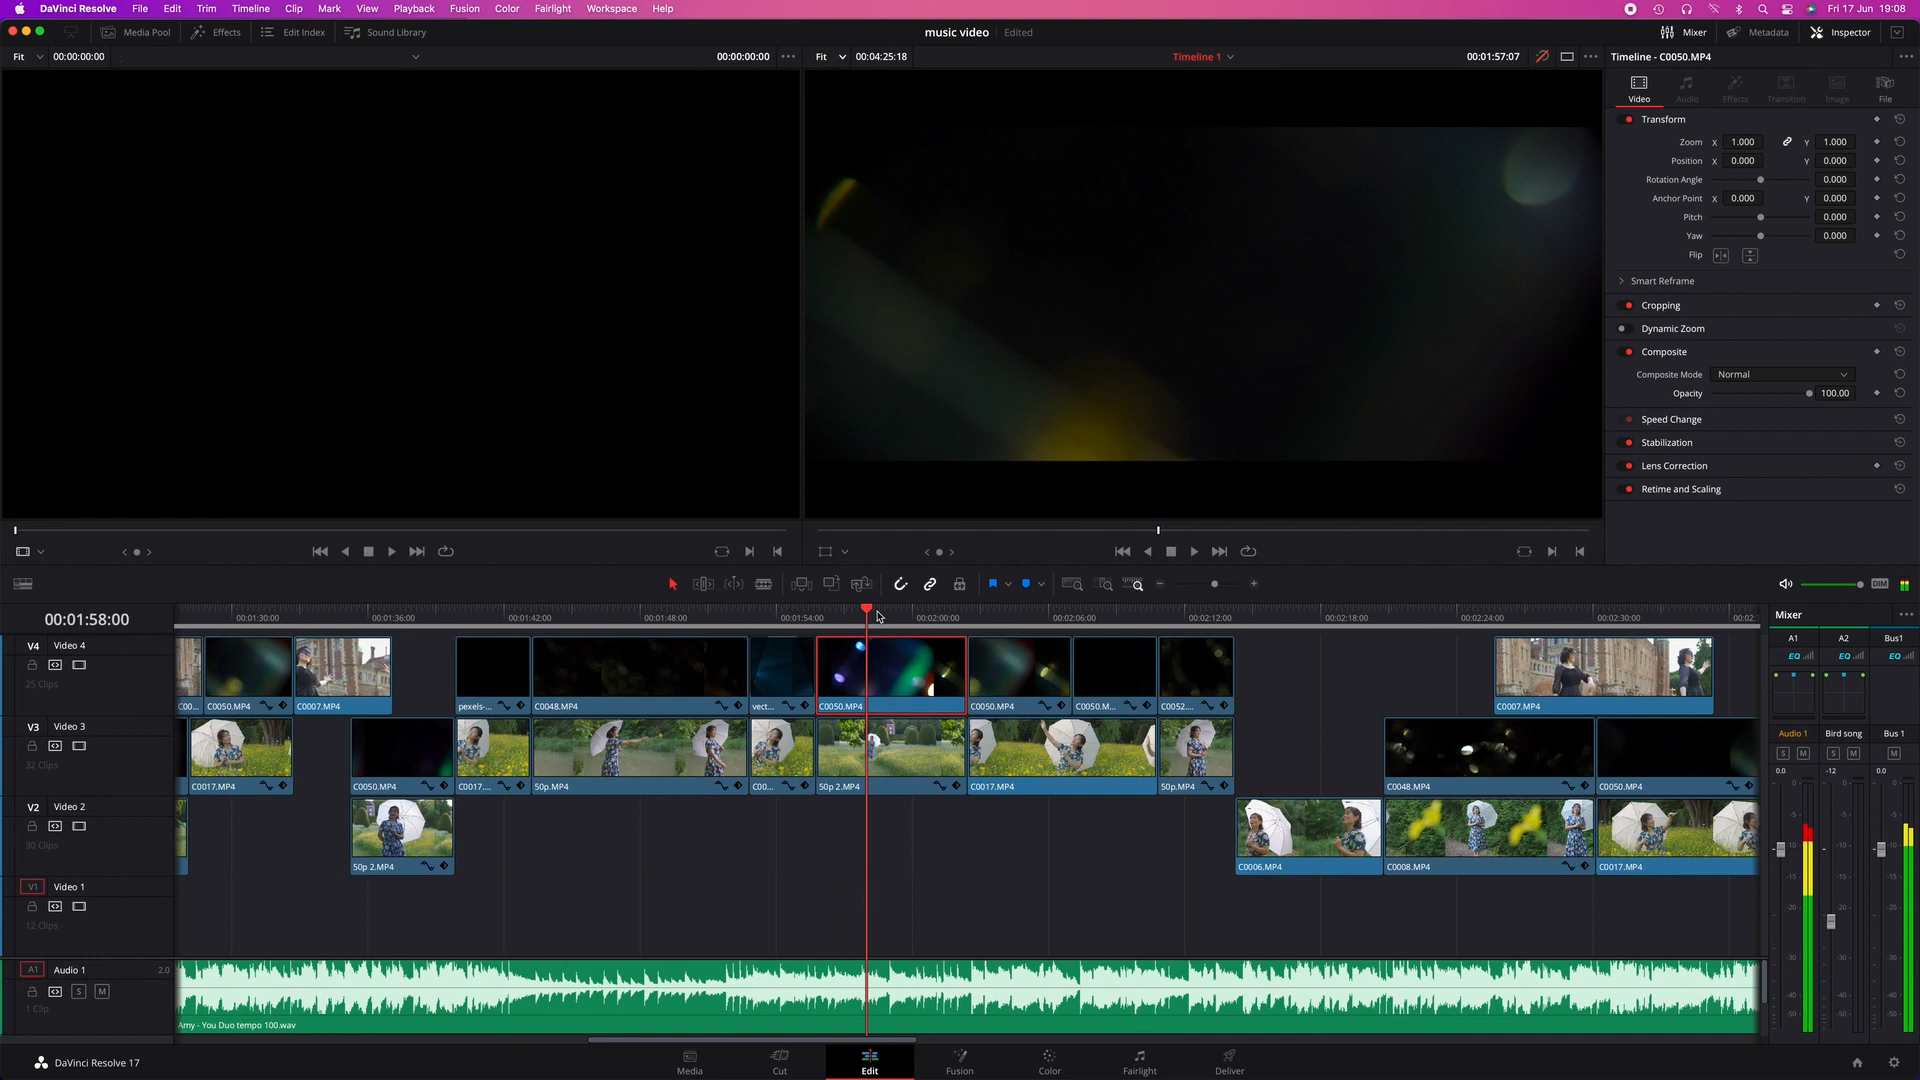 DaVinci Resolve File Edit Trim Timeline Clip Mark View Playback Fusion Color Fairlight Workspace Help Fri 17 Jun 19:08
Media Pool Effects Edit Index Sound Library music video Edited Mixer Metadata Inspector
Fit 00:00:00:00 00:00:00:00 Fit 00:04:25:18 Timeline 1 00:01:57:07 Timeline - C0050.MP4
Video Audio Effects Transition Image File
Transform
Zoom X 1.000 Y 1.000
Position X 0.000 Y 0.000
Rotation Angle 0.000
Anchor Point X 0.000 Y 0.000
Pitch 0.000
Yaw 0.000
Flip
Smart Reframe
Cropping
Dynamic Zoom
Composite
Composite Mode Normal
Opacity 100.00
Speed Change
Stabilization
Lens Correction
Retime and Scaling
DIM
00:01:58:00 00:01:30:00 00:01:36:00 00:01:42:00 00:01:48:00 00:01:54:00 00:02:00:00 00:02:06:00 00:02:12:00 00:02:18:00 00:02:24:00 00:02:30:00 00:02:
Mixer
A1 A2 Bus1
EQ EQ EQ
V4 Video 4
25 Clips
C00... C0050.MP4 C0007.MP4 pexels-... C0048.MP4 vect... C0050.MP4 C0050.MP4 C0050.M... C0052.... C0007.MP4
V3 Video 3
32 Clips
C0017.MP4 C0050.MP4 C0017.... 50p.MP4 C00... 50p 2.MP4 C0017.MP4 50p.MP4 C0048.MP4 C0050.MP4
Audio 1 Bird song Bus 1
S M S M M
0.0 -12 0.0
V2 Video 2
30 Clips
50p 2.MP4 C0006.MP4 C0008.MP4 C0017.MP4
V1 Video 1
12 Clips
A1 Audio 1 2.0
S M
1 Clip
Amy - You Duo tempo 100.wav
DaVinci Resolve 17 Media Cut Edit Fusion Color Fairlight Deliver